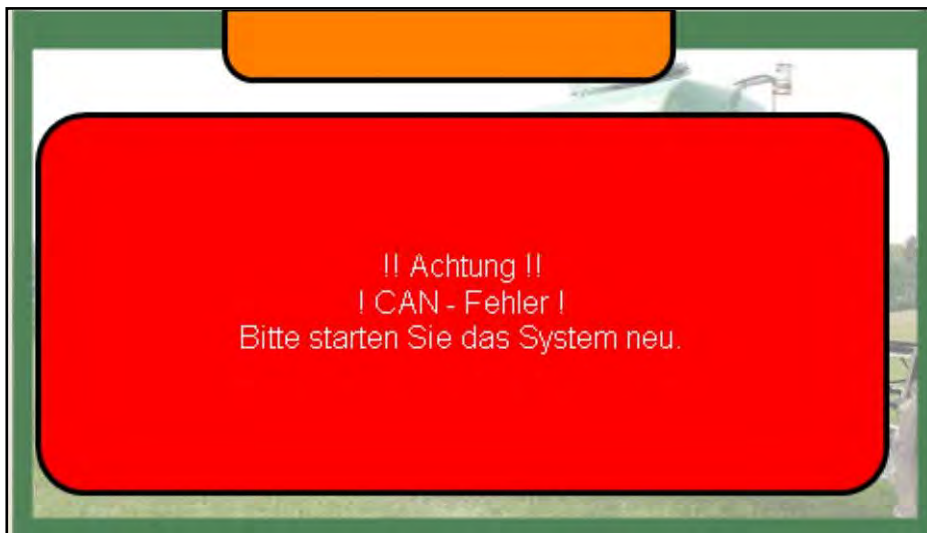 !! Achtung !!
! CAN - Fehler !
Bitte starten Sie das System neu.